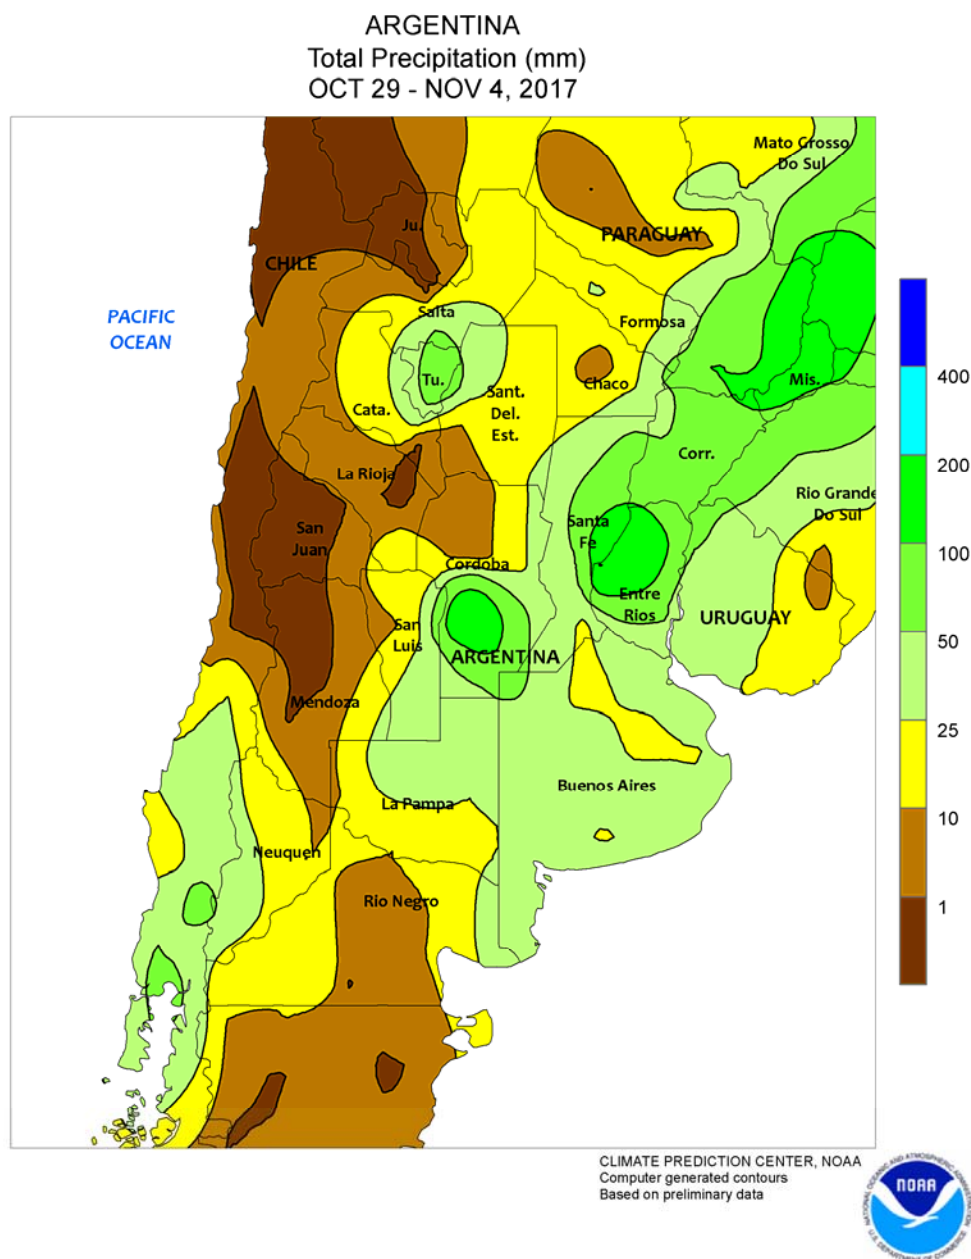 ARGENTINA
Total Precipitation (mm)
OCT 29 - NOV 4, 2017
Mato Grosso
Do Sul
Ju.
PARAGUAY
CHILE
PACIFIC
OCEAN
Salta
Formosa
400
Tu.
Chaco
Mis.
Sant.
Del.
Est.
Cata.
Corr.
200
La Rioja
Rio Grande
Do Sul
San
Juan
Santa
Fe
100
Cordoba
Entre
Rios
URUGUAY
San
Luis
50
ARGENTINA
Mendoza
25
Buenos Aires
La Pampa
10
Neuquen
Rio Negro
1
CLIMATE PREDICTION CENTER, NOAA
Computer generated contours
Based on preliminary data
NOAA